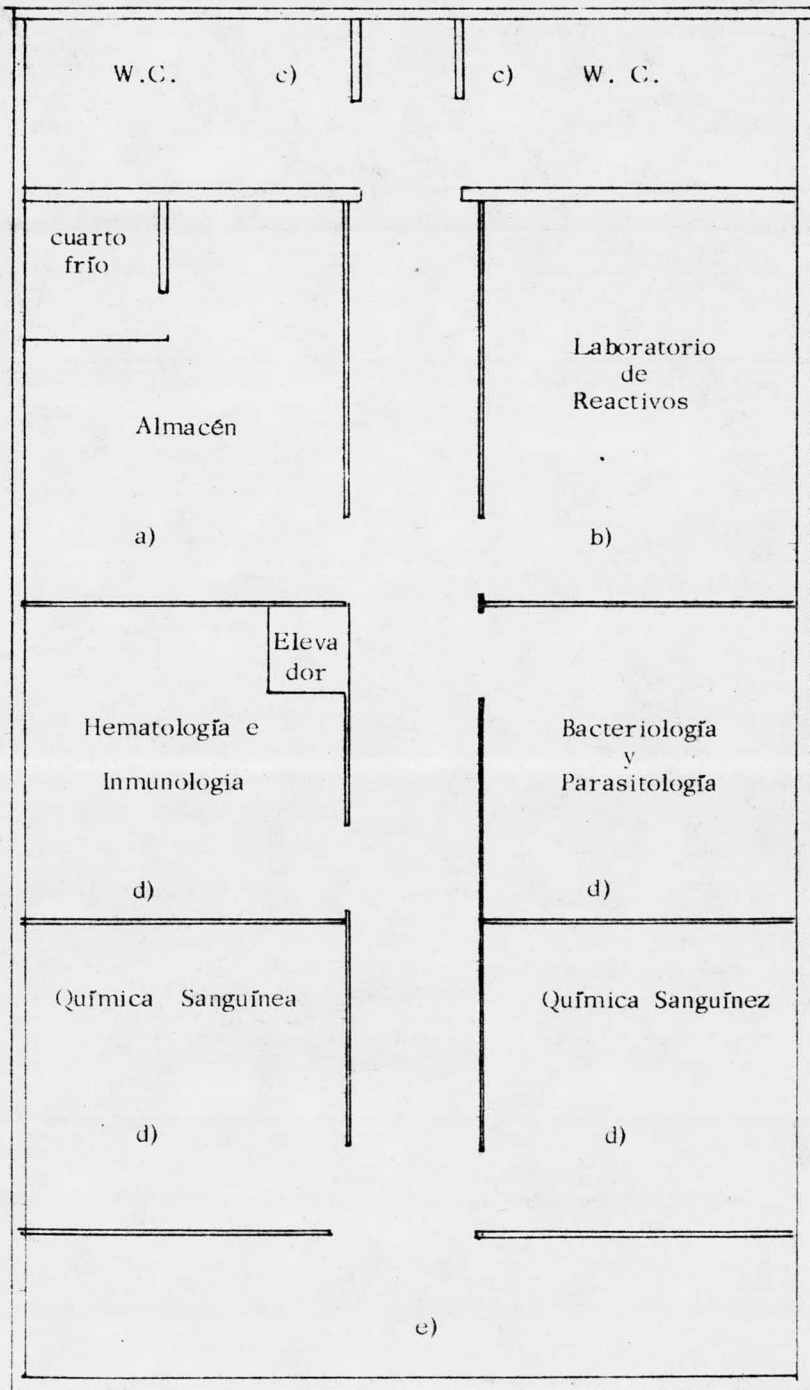 W.C. c) c) W. C.
cuarto
frío
Almacén
a)
Laboratorio
de
Reactivos
b)
Eleva
dor
Hematología e
Inmunologia
d)
Bacteriología
y
Parasitología
d)
Química Sanguínea
d)
Química Sanguínez
d)
e)